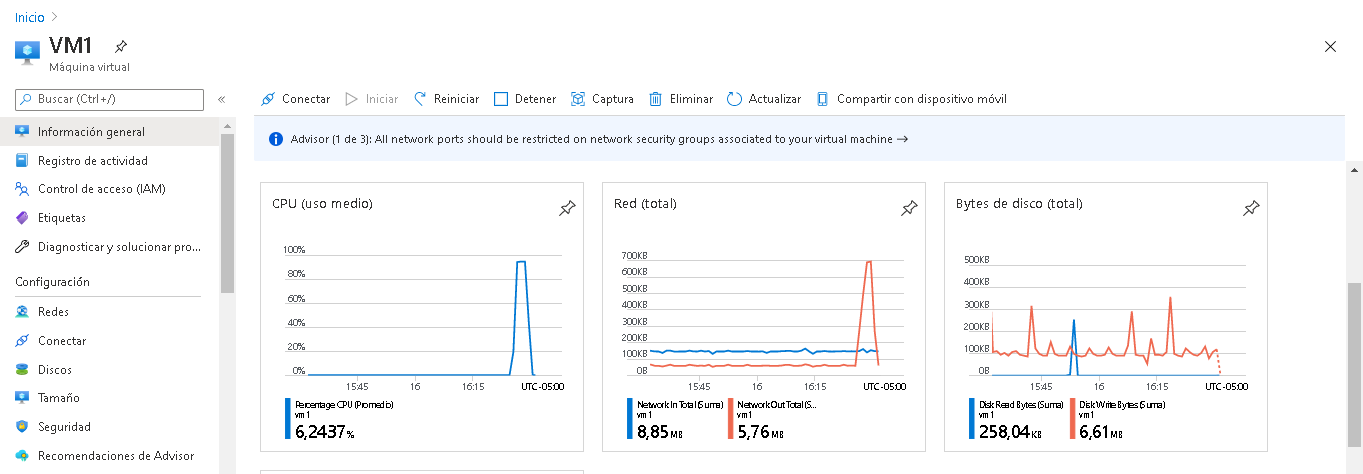 Inicio
VM1
Máquina virtual
Buscar (Ctrl+/)
Información general
Registro de actividad
Control de acceso (IAM)
Etiquetas
Diagnosticar y solucionar pro...
Configuración
Redes
Conectar
Discos
Tamaño
Seguridad
Recomendaciones de Advisor
Conectar Iniciar Reiniciar Detener Captura Eliminar Actualizar Compartir con dispositivo móvil
Advisor (1 de 3): All network ports should be restricted on network security groups associated to your virtual machine →
CPU (uso medio)
100%
80%
60%
40%
20%
0%
15:45 16 16:15 UTC-05:00
Percentage CPU (Promedio)
vm1
6,2437%
Red (total)
700KB
600KB
500KB
400KB
300KB
200KB
100KB
0B
15:45 16 16:15 UTC-05:00
Network In Total (Suma)
vm1
8,85 MB
Network Out Total (S...
vm1
5,76 MB
Bytes de disco (total)
500KB
400KB
300KB
200KB
100KB
0B
15:45 16 16:15 UTC-05:00
Disk Read Bytes (Suma)
vm1
258,04 KB
Disk Write Bytes (Suma)
vm1
6,61 MB